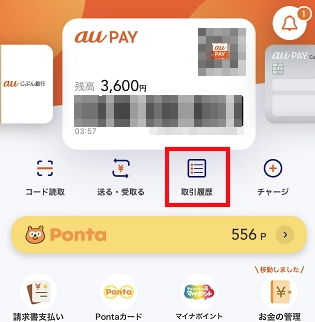 1
au PAY
au じぶん銀行
au PAY
残高 3,600円
03:57
コード読取
送る・受取る
取引履歴
チャージ
Ponta
556 P
移動しました
請求書支払い
Pontaカード
マイナポイント
お金の管理